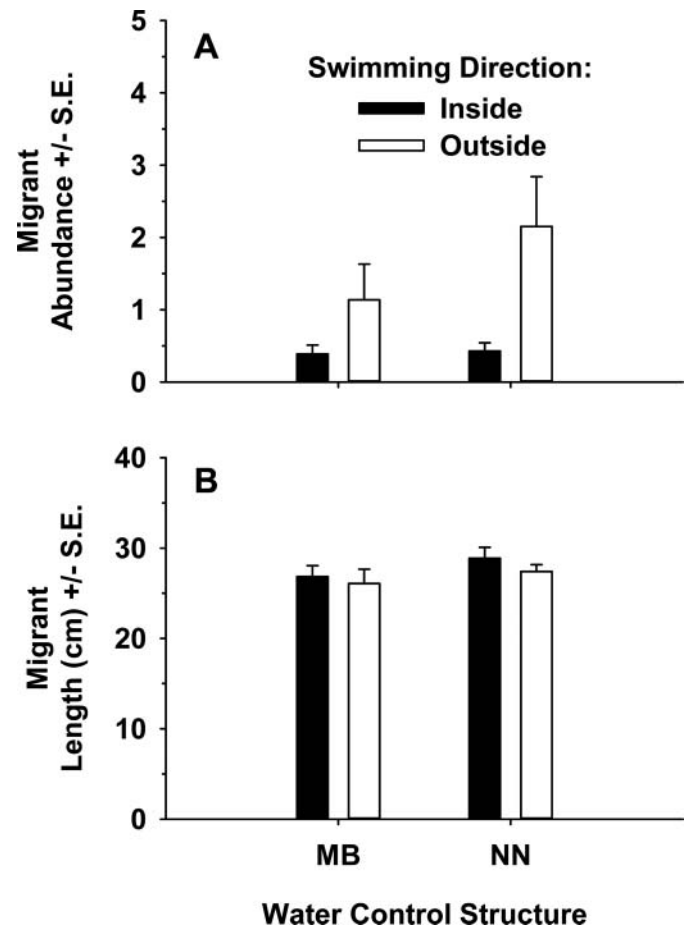 A
Swimming Direction:
Inside
Outside
Migrant
Abundance +/- S.E.
5
4
3
2
1
0
B
Migrant
Length (cm) +/- S.E.
40
30
20
10
0
MB NN
Water Control Structure